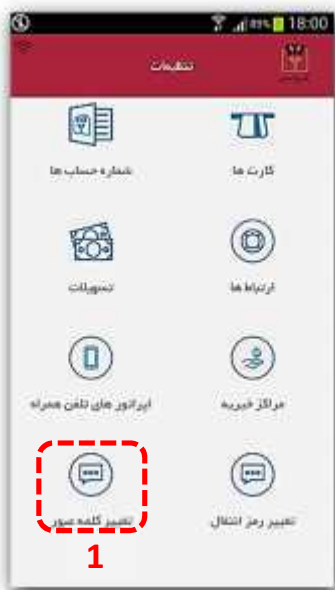 89% 18:00
تنظیمات
کارت ها
شماره حساب ها
ارتباط ها
تسهیلات
مراکز خیریه
اپراتور های تلفن همراه
تغییر رمز انتقال
تغییر کلمه عبور
1